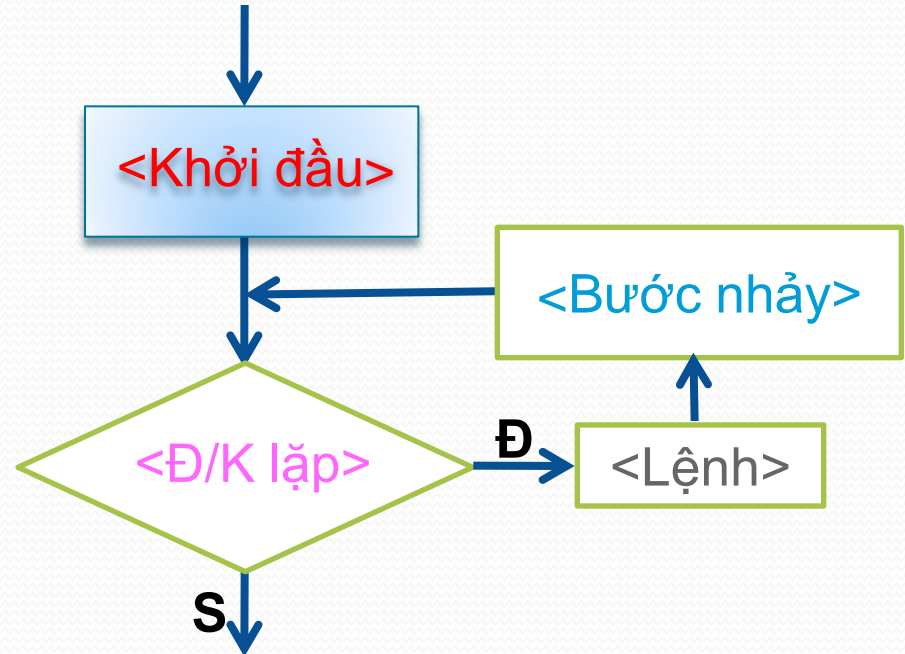 <Khởi đầu>
<Bước nhảy>
<Đ/K lặp>
Đ
<Lệnh>
S